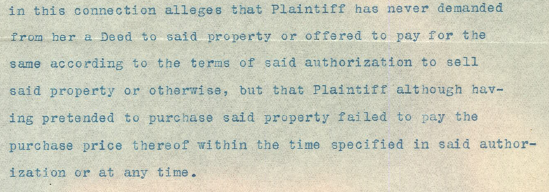 in this connection alleges that Plaintiff has never demanded
from her a Deed to said property or offered to pay for the
same according to the terms of said authorization to sell
said property or otherwise, but that Plaintiff although hav-
ing pretended to purchase said property failed to pay the
purchase price thereof within the time specified in said author-
ization or at any time.